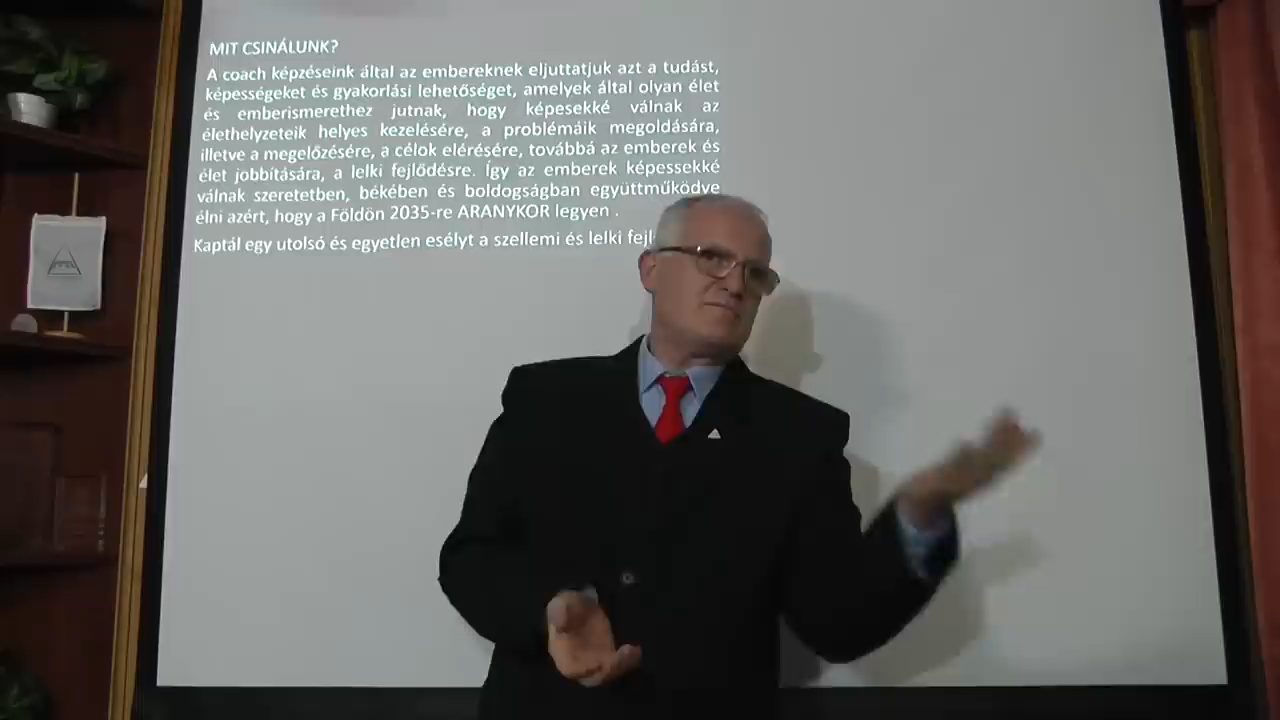 MIT CSINÁLUNK?
A coach képzéseink által az embereknek eljuttatjuk azt a tudást,
képességeket és gyakorlási lehetőséget, amelyek által olyan élet
és emberismerethez jutnak, hogy képesekké válnak az
élethelyzeteik helyes kezelésére, a problémáik megoldására,
illetve a megelőzésére, a célok elérésére, továbbá az emberek és
élet jobbítására, a lelki fejlődésre. Így az emberek képessekké
válnak szeretetben, békében és boldogságban együttműködve
élni azért, hogy a Földön 2035-re ARANYKOR legyen .
Kaptál egy utolsó és egyetlen esélyt a szellemi és lelki